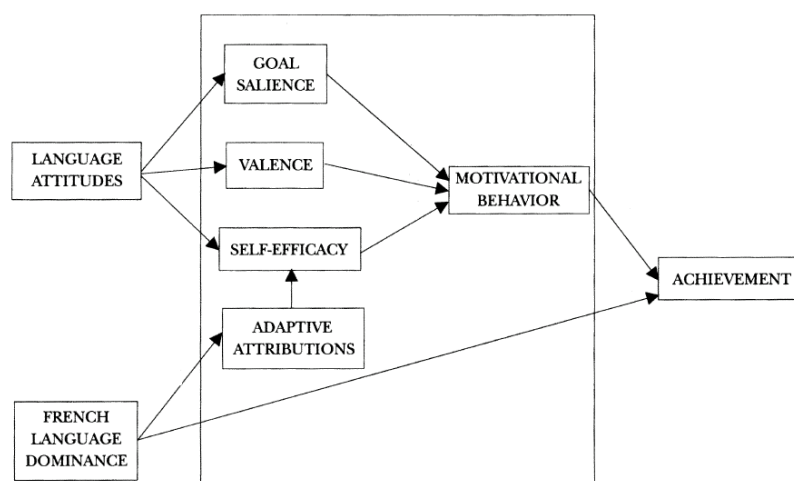 GOAL
SALIENCE
LANGUAGE
ATTITUDES
VALENCE
MOTIVATIONAL
BEHAVIOR
SELF-EFFICACY
ACHIEVEMENT
ADAPTIVE
ATTRIBUTIONS
FRENCH
LANGUAGE
DOMINANCE